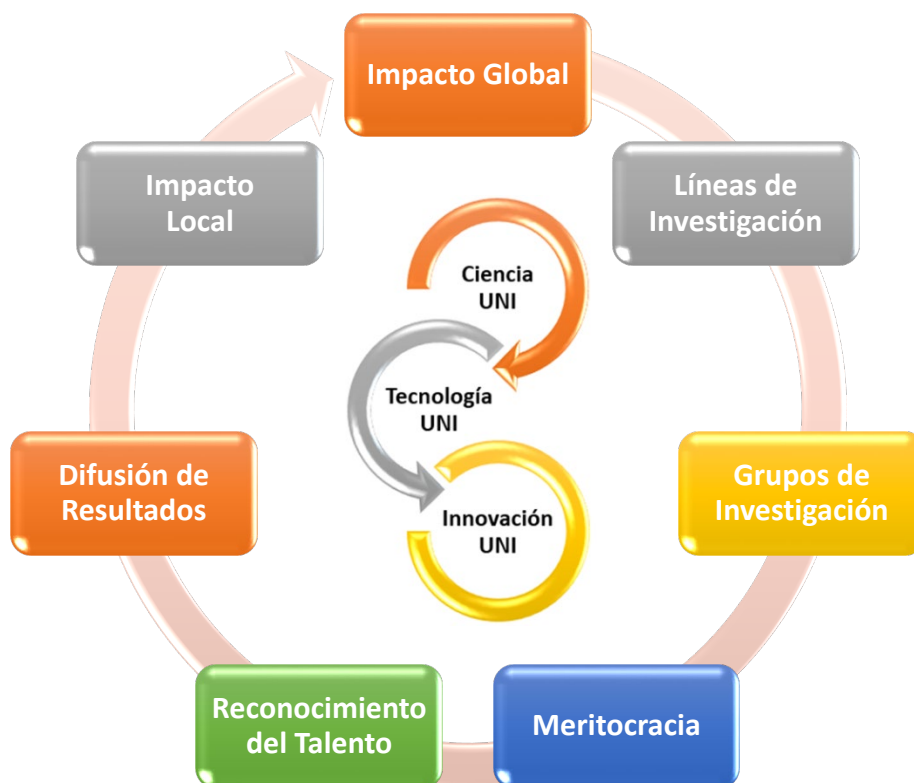 Impacto Global
Líneas de
Investigación
Grupos de
Investigación
Meritocracia
Reconocimiento
del Talento
Difusión de
Resultados
Impacto
Local
Ciencia
UNI
Tecnología
UNI
Innovación
UNI